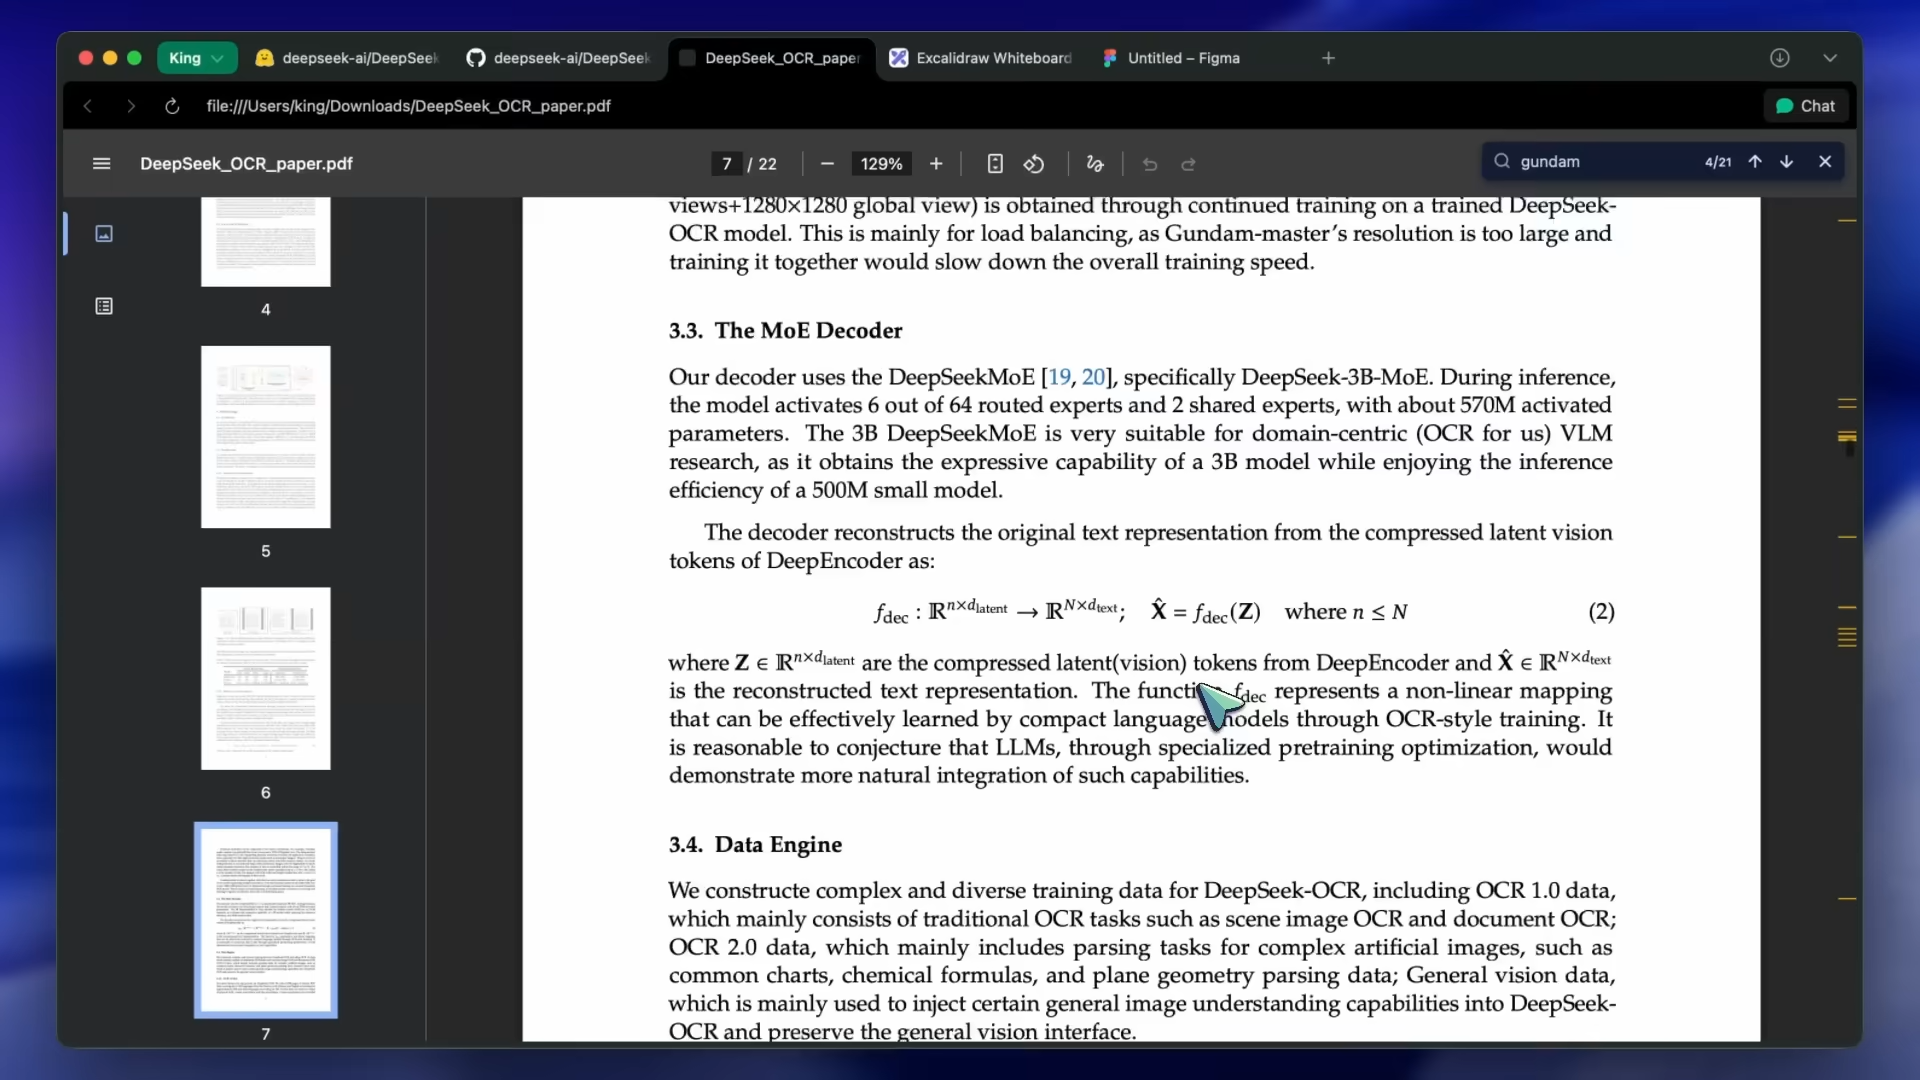 King
deepseek-ai/DeepSeek
deepseek-ai/DeepSeek
DeepSeek_OCR_paper
Excalidraw Whiteboard
Untitled – Figma
file:///Users/king/Downloads/DeepSeek_OCR_paper.pdf
Chat
DeepSeek_OCR_paper.pdf
7 / 22
129%
gundam
4/21
4
5
6
7
views+1280×1280 global view) is obtained through continued training on a trained DeepSeek-
OCR model. This is mainly for load balancing, as Gundam-master's resolution is too large and
training it together would slow down the overall training speed.
3.3. The MoE Decoder
Our decoder uses the DeepSeekMoE [19, 20], specifically DeepSeek-3B-MoE. During inference,
the model activates 6 out of 64 routed experts and 2 shared experts, with about 570M activated
parameters. The 3B DeepSeekMoE is very suitable for domain-centric (OCR for us) VLM
research, as it obtains the expressive capability of a 3B model while enjoying the inference
efficiency of a 500M small model.
The decoder reconstructs the original text representation from the compressed latent vision
tokens of DeepEncoder as:
f_dec : ℝ^{n×d_latent} → ℝ^{N×d_text}; X̂ = f_dec(Z) where n ≤ N (2)
where Z ∈ ℝ^{n×d_latent} are the compressed latent(vision) tokens from DeepEncoder and X̂ ∈ ℝ^{N×d_text}
is the reconstructed text representation. The function f_dec represents a non-linear mapping
that can be effectively learned by compact language models through OCR-style training. It
is reasonable to conjecture that LLMs, through specialized pretraining optimization, would
demonstrate more natural integration of such capabilities.
3.4. Data Engine
We constructe complex and diverse training data for DeepSeek-OCR, including OCR 1.0 data,
which mainly consists of traditional OCR tasks such as scene image OCR and document OCR;
OCR 2.0 data, which mainly includes parsing tasks for complex artificial images, such as
common charts, chemical formulas, and plane geometry parsing data; General vision data,
which is mainly used to inject certain general image understanding capabilities into DeepSeek-
OCR and preserve the general vision interface.